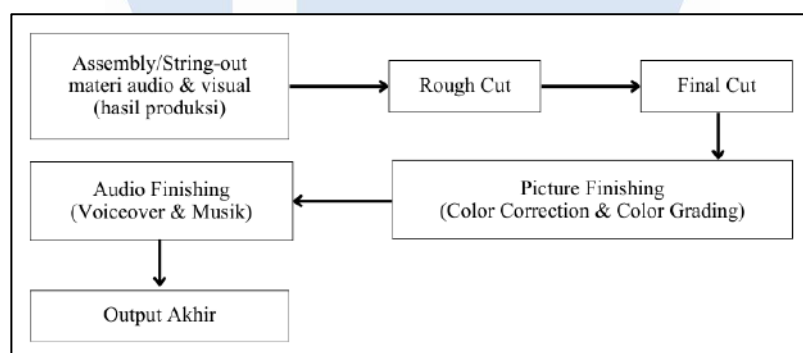 Assembly/String-out
materi audio & visual
(hasil produksi)
Rough Cut
Final Cut
Picture Finishing
(Color Correction & Color Grading)
Audio Finishing
(Voiceover & Musik)
Output Akhir